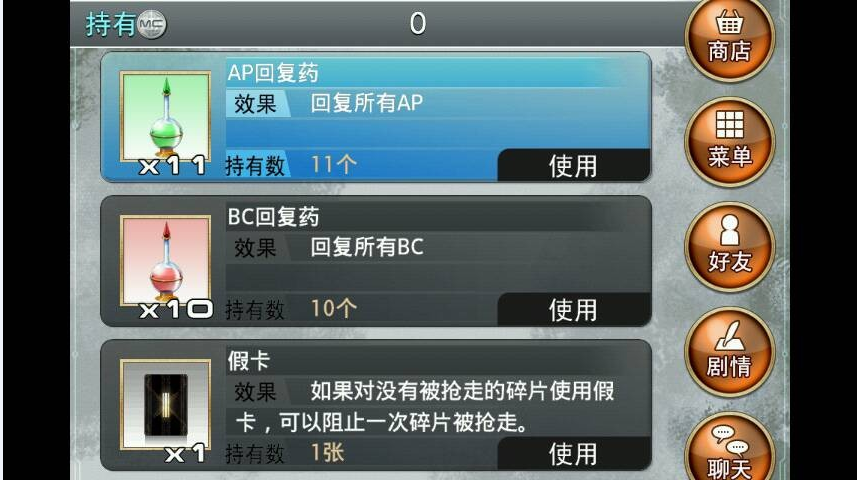 持有MC 0
商店
AP回复药
效果 回复所有AP
x11
持有数 11个 使用
菜单
BC回复药
效果 回复所有BC
好友
x10
持有数 10个 使用
假卡
剧情
效果 如果对没有被抢走的碎片使用假
卡，可以阻止一次碎片被抢走。
x1
持有数 1张 使用
聊天